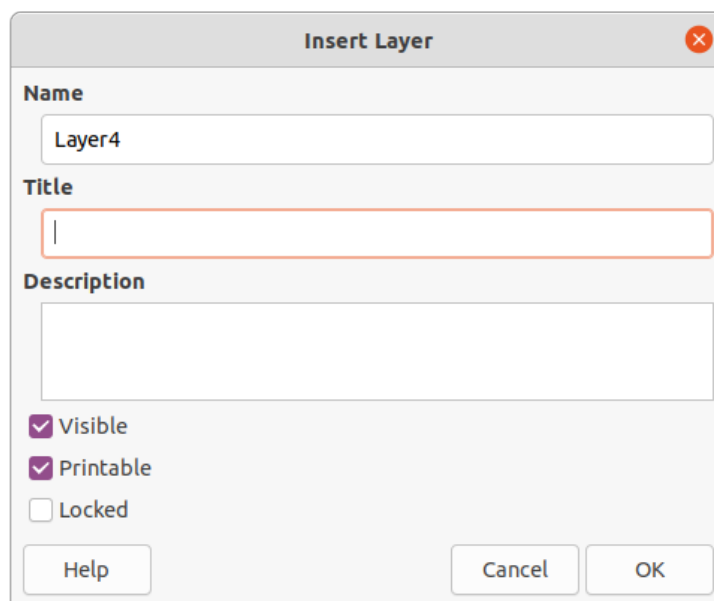 Insert Layer
Name
Layer4
Title
Description
Visible
Printable
Locked
Help Cancel OK